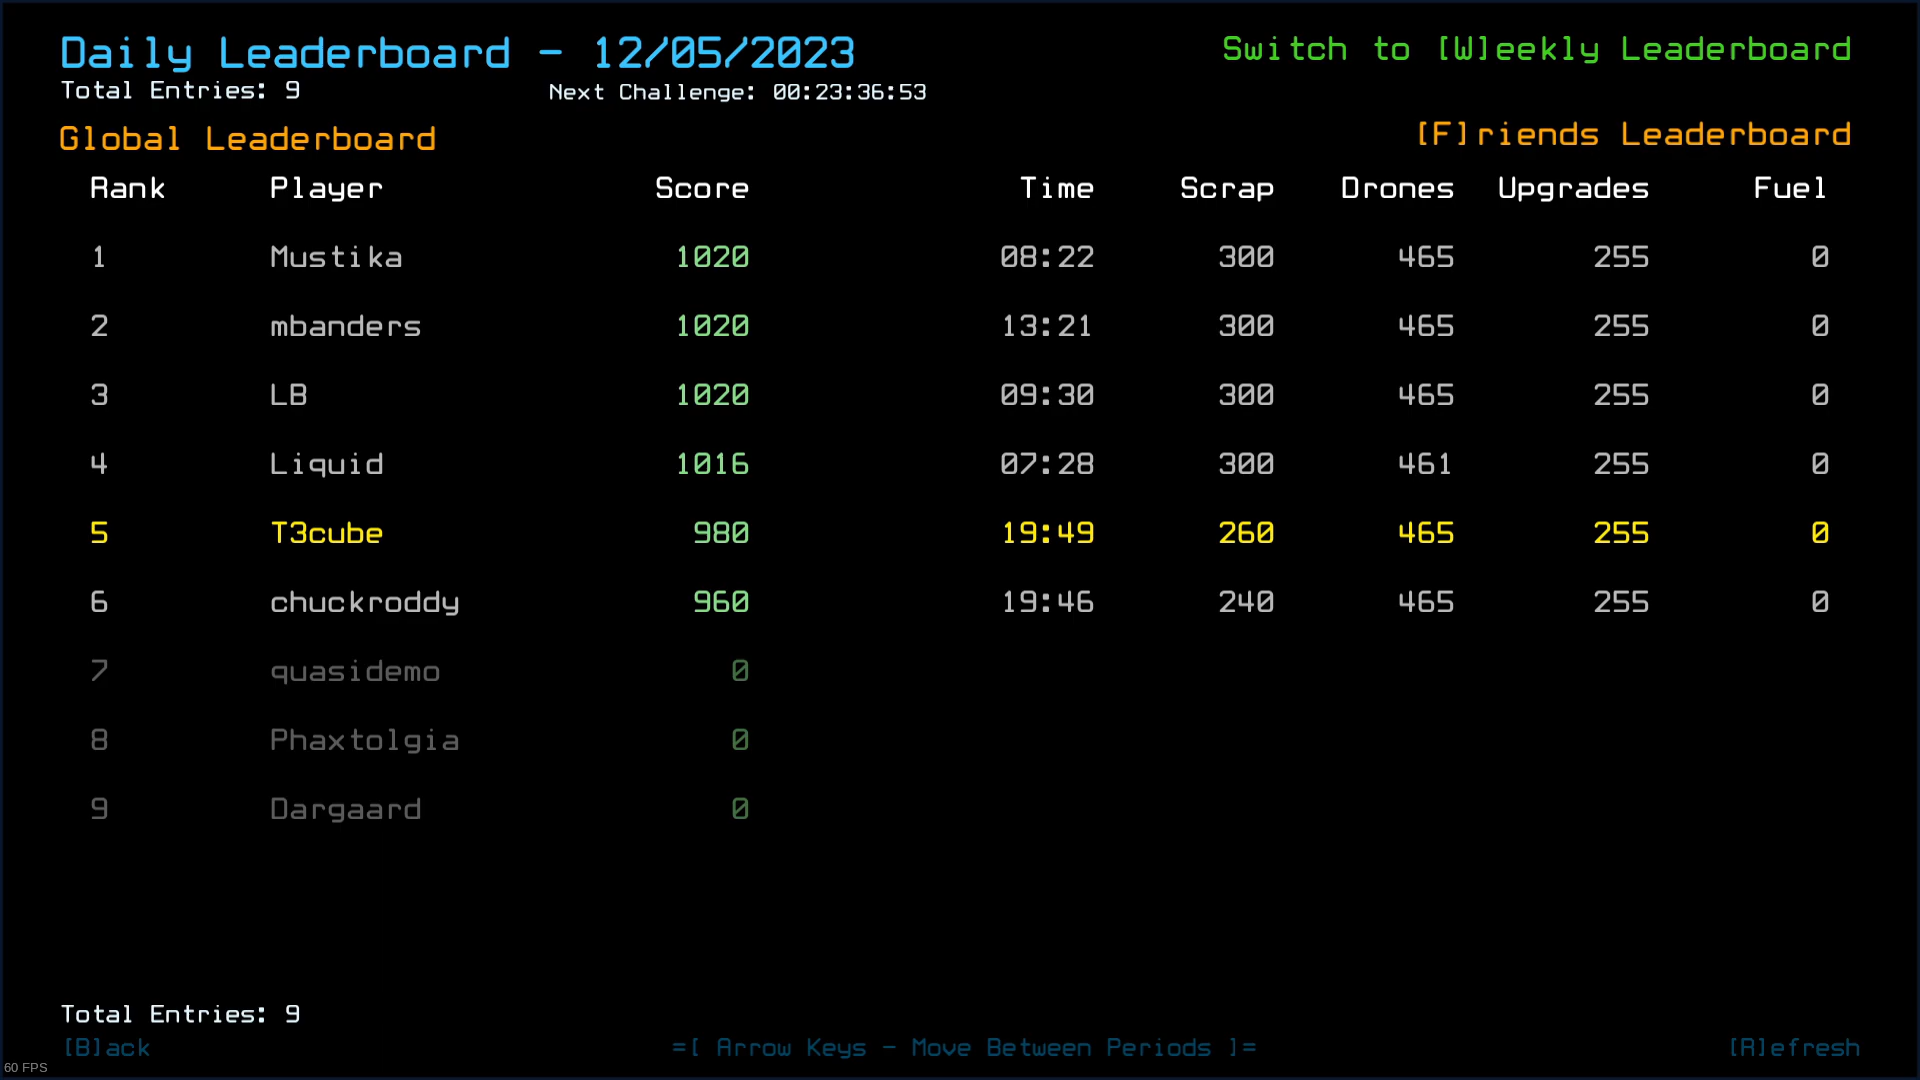 Daily Leaderboard - 12/05/2023 Switch to [W]eekly Leaderboard
Total Entries: 9 Next Challenge: 00:23:36:53
Global Leaderboard [F]riends Leaderboard
Rank Player Score Time Scrap Drones Upgrades Fuel
1 Mustika 1020 08:22 300 465 255 0
2 mbanders 1020 13:21 300 465 255 0
3 LB 1020 09:30 300 465 255 0
4 Liquid 1016 07:28 300 461 255 0
5 T3cube 980 19:49 260 465 255 0
6 chuckroddy 960 19:46 240 465 255 0
7 quasidemo 0
8 Phaxtolgia 0
9 Dargaard 0
Total Entries: 9
[B]ack =[ Arrow Keys - Move Between Periods ]= [R]efresh
60 FPS